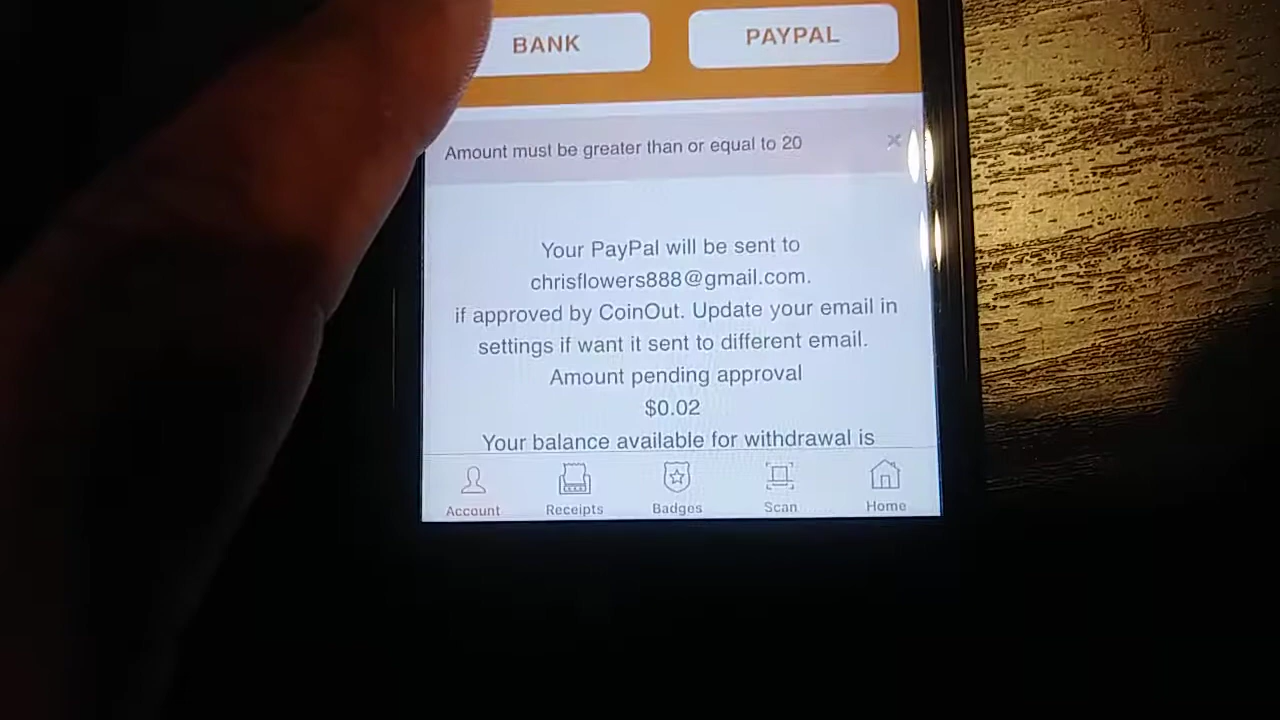 BANK
PAYPAL
Amount must be greater than or equal to 20 ×
Your PayPal will be sent to
chrisflowers888@gmail.com.
if approved by CoinOut. Update your email in
settings if want it sent to different email.
Amount pending approval
$0.02
Your balance available for withdrawal is
Account
Receipts
Badges
Scan
Home